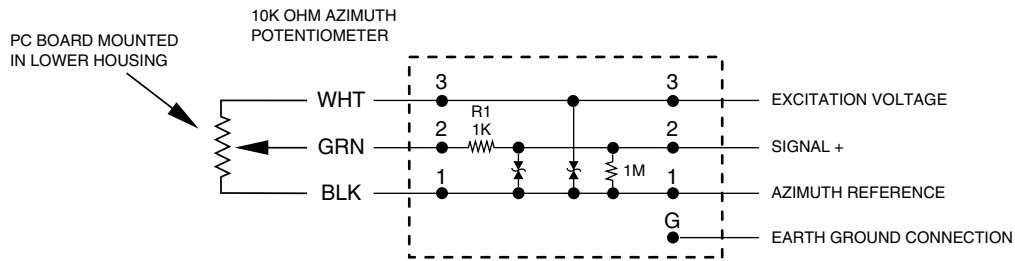 10K OHM AZIMUTH
POTENTIOMETER
PC BOARD MOUNTED
IN LOWER HOUSING
WHT 3 3 EXCITATION VOLTAGE
R1
1K
GRN 2 2 SIGNAL +
1M
BLK 1 1 AZIMUTH REFERENCE
G EARTH GROUND CONNECTION